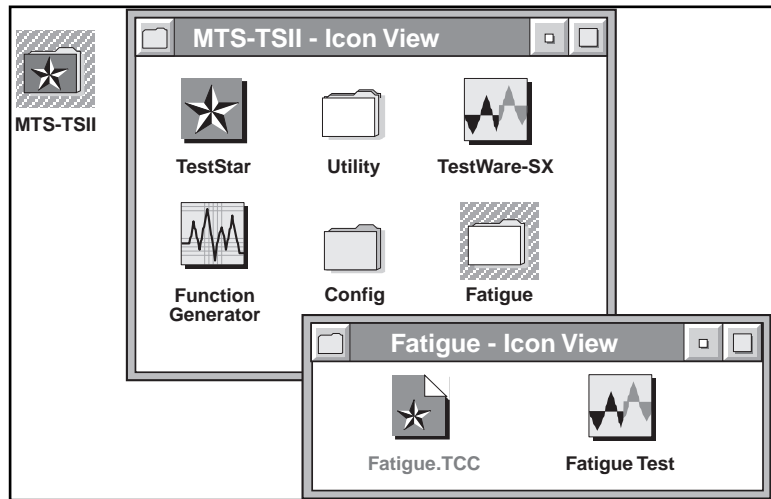 MTS-TSII - Icon View
MTS-TSII
TestStar
Utility
TestWare-SX
Function
Generator
Config
Fatigue
Fatigue - Icon View
Fatigue.TCC
Fatigue Test